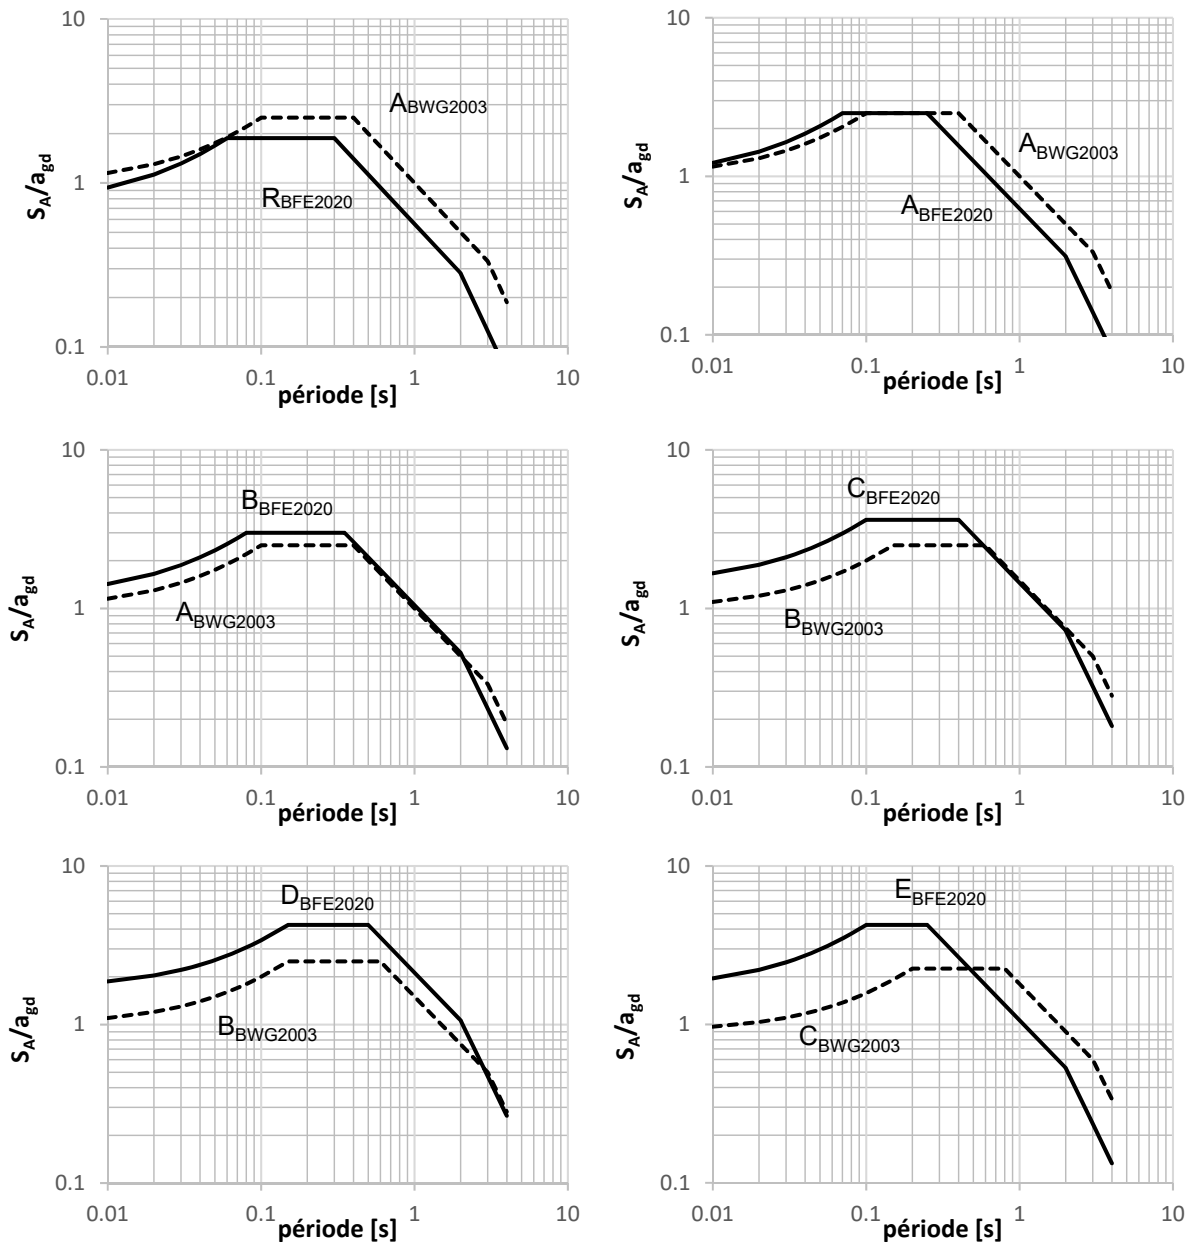 10
1
0.1
S_A/a_gd
A_BWG2003
R_BFE2020
0.01
0.1
1
10
période [s]
10
1
0.1
S_A/a_gd
A_BWG2003
A_BFE2020
0.01
0.1
1
10
période [s]
10
1
0.1
S_A/a_gd
B_BFE2020
A_BWG2003
0.01
0.1
1
10
période [s]
10
1
0.1
S_A/a_gd
C_BFE2020
B_BWG2003
0.01
0.1
1
10
période [s]
10
1
0.1
S_A/a_gd
D_BFE2020
B_BWG2003
0.01
0.1
1
10
période [s]
10
1
0.1
S_A/a_gd
E_BFE2020
C_BWG2003
0.01
0.1
1
10
période [s]